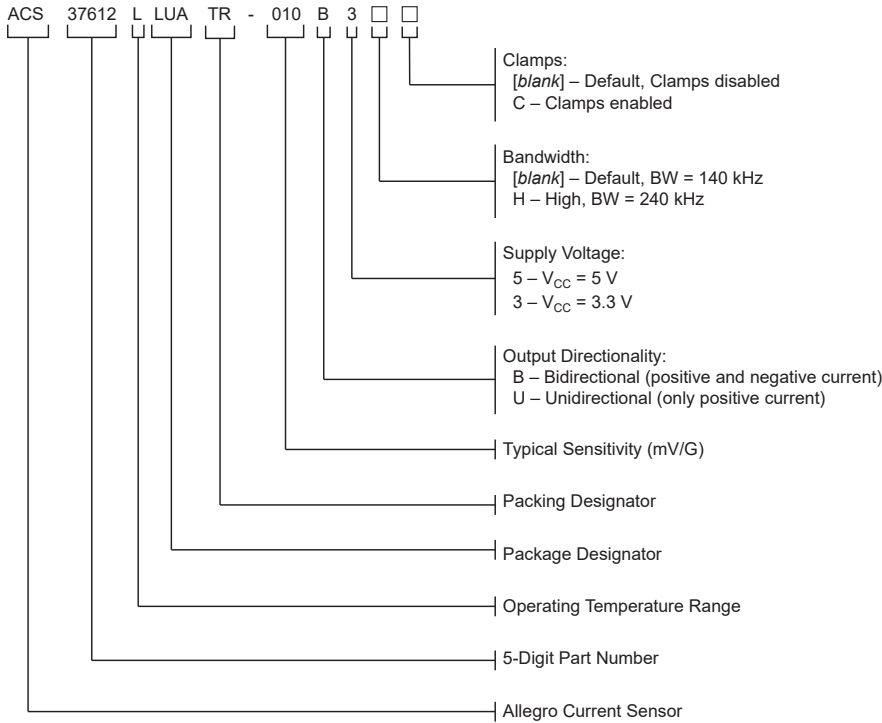 ACS 37612 L LUA TR - 010 B 3 □ □
Clamps:
[blank] – Default, Clamps disabled
C – Clamps enabled
Bandwidth:
[blank] – Default, BW = 140 kHz
H – High, BW = 240 kHz
Supply Voltage:
5 – VCC = 5 V
3 – VCC = 3.3 V
Output Directionality:
B – Bidirectional (positive and negative current)
U – Unidirectional (only positive current)
Typical Sensitivity (mV/G)
Packing Designator
Package Designator
Operating Temperature Range
5-Digit Part Number
Allegro Current Sensor